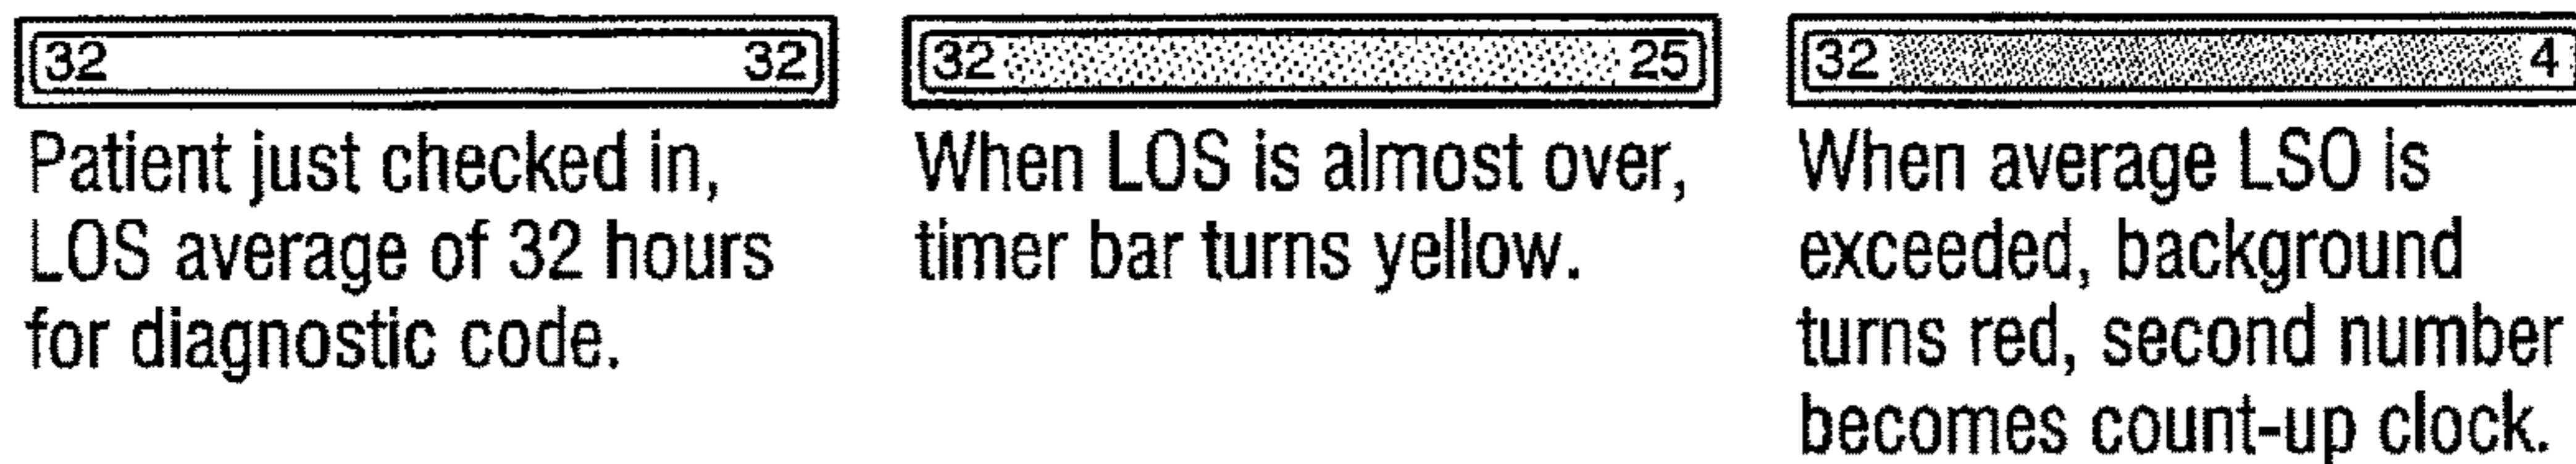 32 32
Patient just checked in,
LOS average of 32 hours
for diagnostic code.
32 25
When LOS is almost over,
timer bar turns yellow.
32 4
When average LSO is
exceeded, background
turns red, second number
becomes count-up clock.